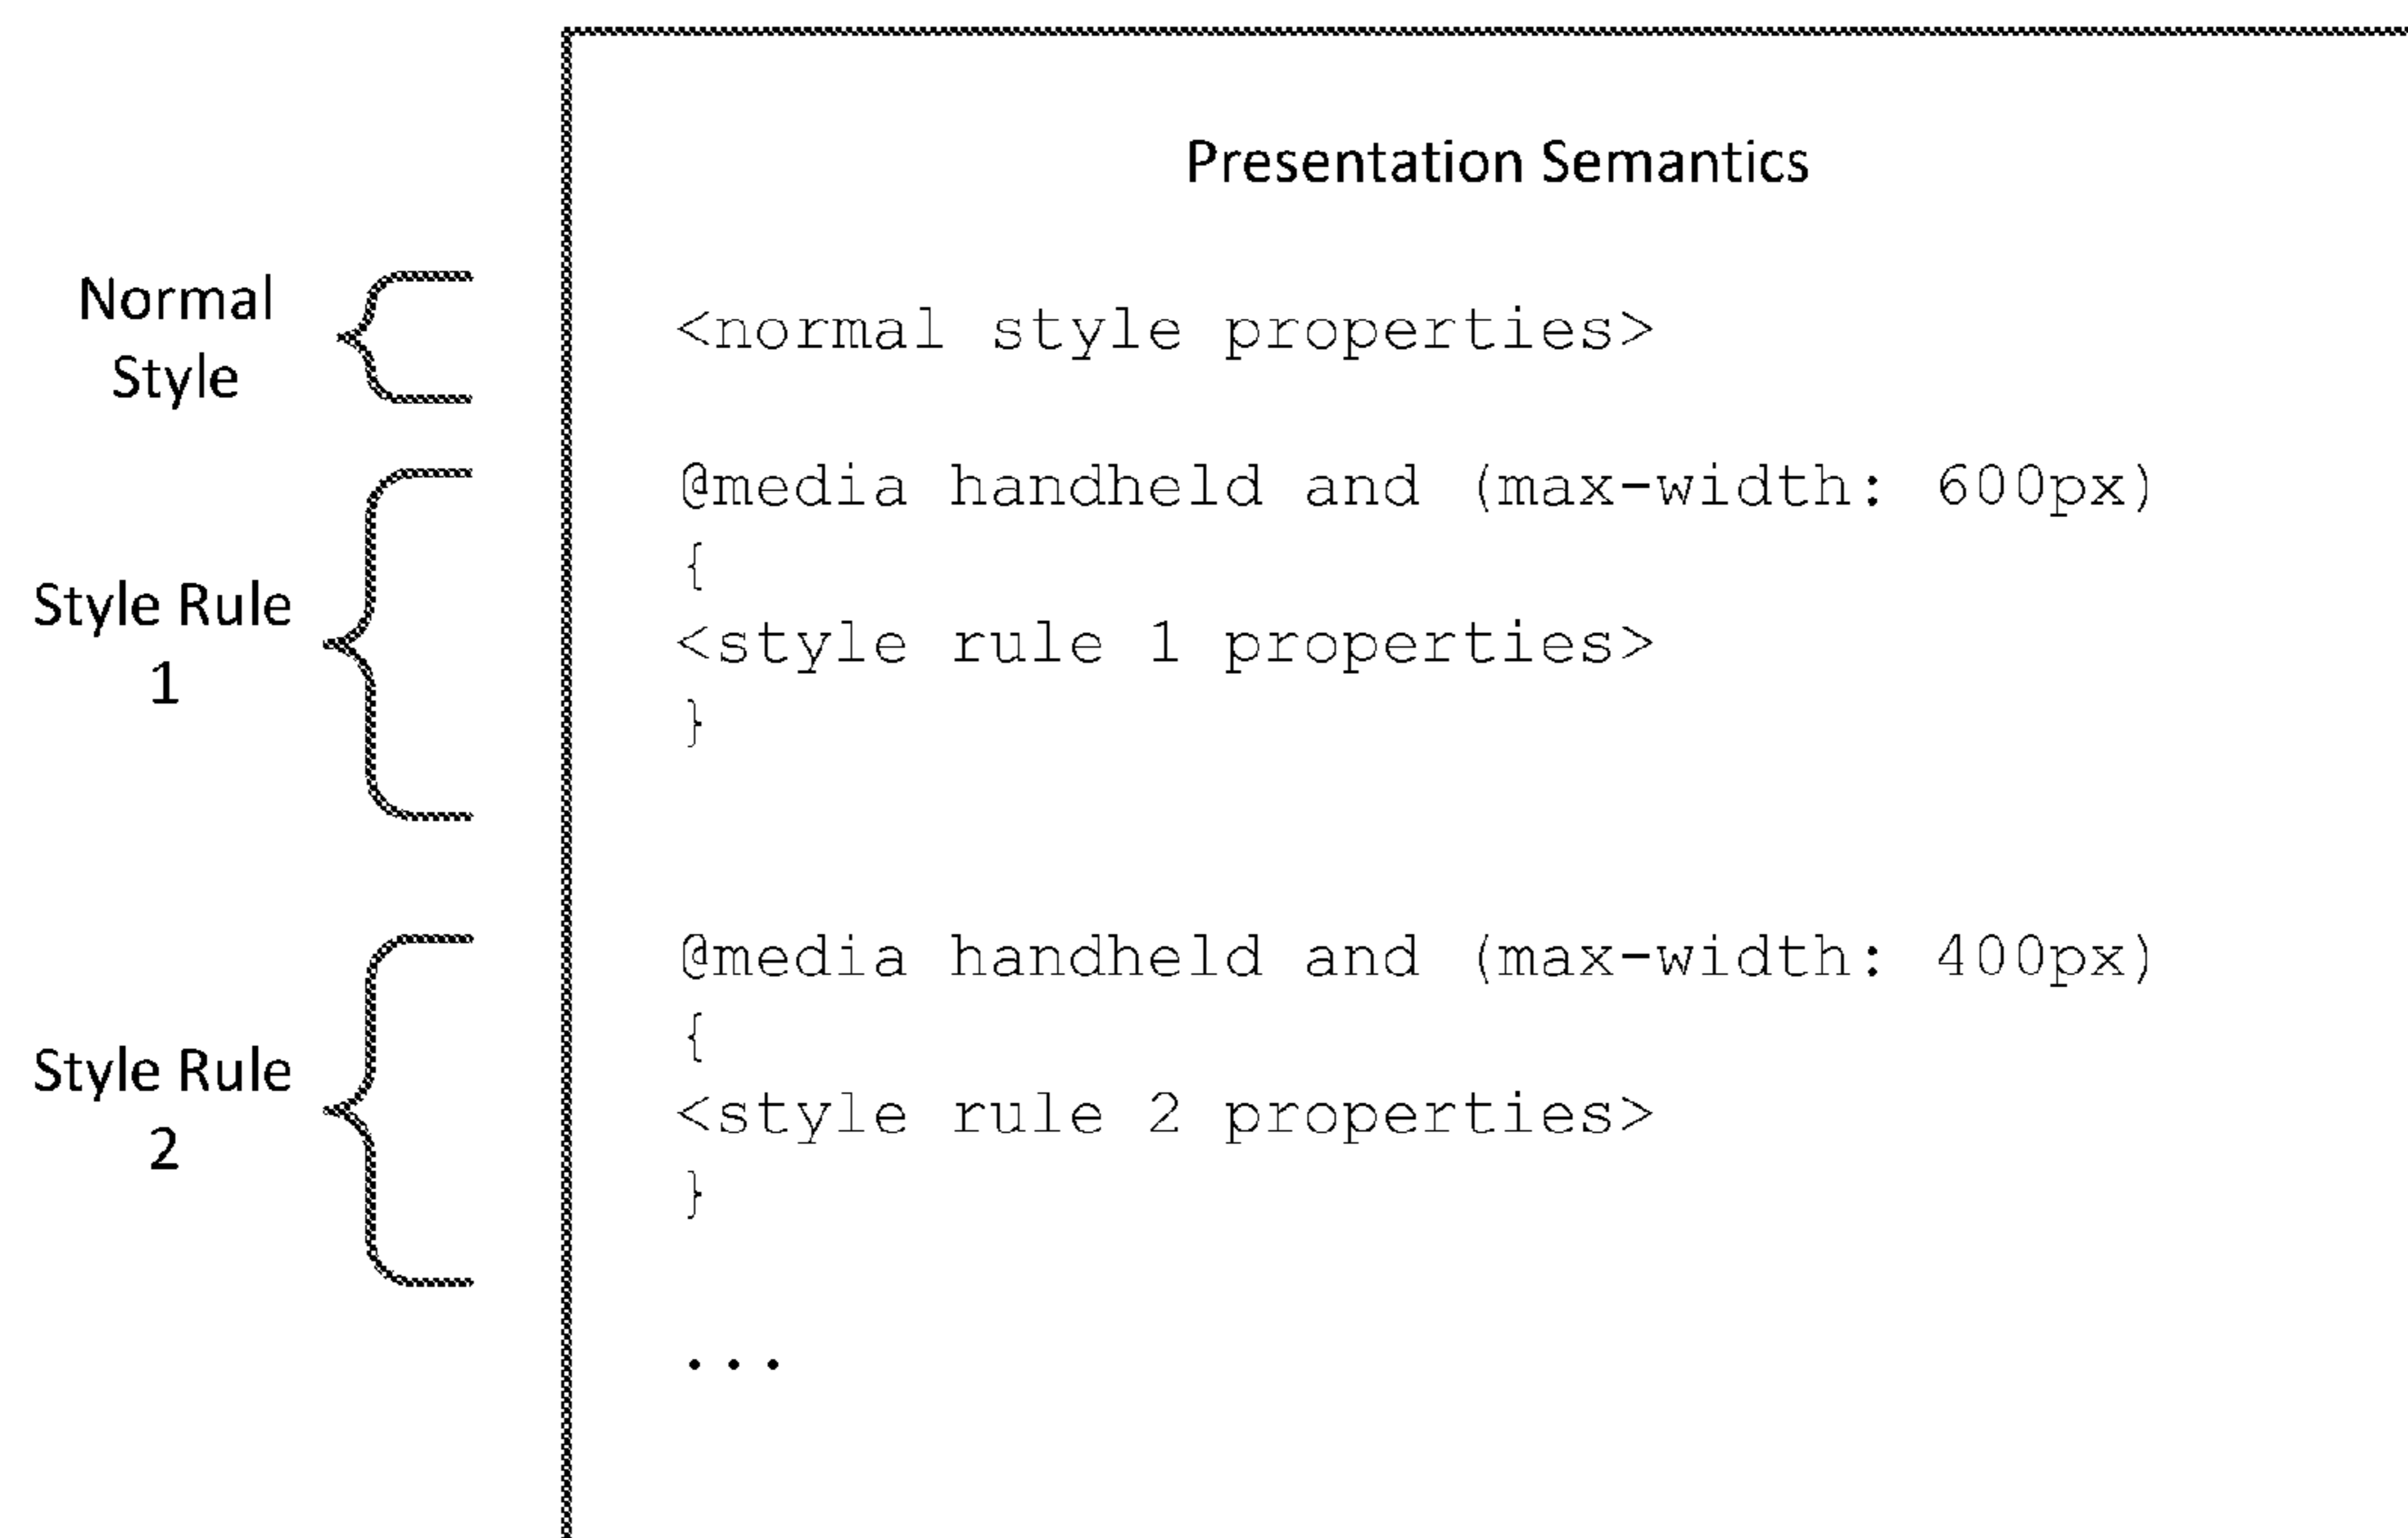 Presentation Semantics
Normal
Style
<normal style properties>
Style Rule
1
@media handheld and (max-width: 600px)
{
<style rule 1 properties>
}
Style Rule
2
@media handheld and (max-width: 400px)
{
<style rule 2 properties>
}
...